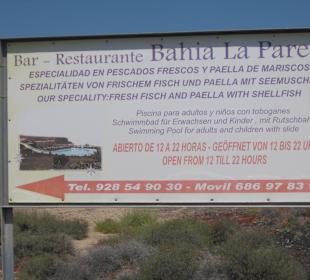 Bar - Restaurante Bahia La Pare
ESPECIALIDAD EN PESCADOS FRESCOS Y PAELLA DE MARISCOS
SPEZIALITÄTEN VON FRISCHEM FISCH UND PAELLA MIT SEEMUSCH
OUR SPECIALITY:FRESH FISCH AND PAELLA WITH SHELLFISH
Piscina para adultos y niños con toboganes
Schwimmbad für Erwachsen und Kinder , mit Rutschbah
Swimming Pool for adults and children with slide
ABIERTO DE 12 A 22 HORAS - GEÖFFNET VON 12 BIS 22 UH
OPEN FROM 12 TILL 22 HOURS
Tel. 928 54 90 30 - Movil 686 97 83